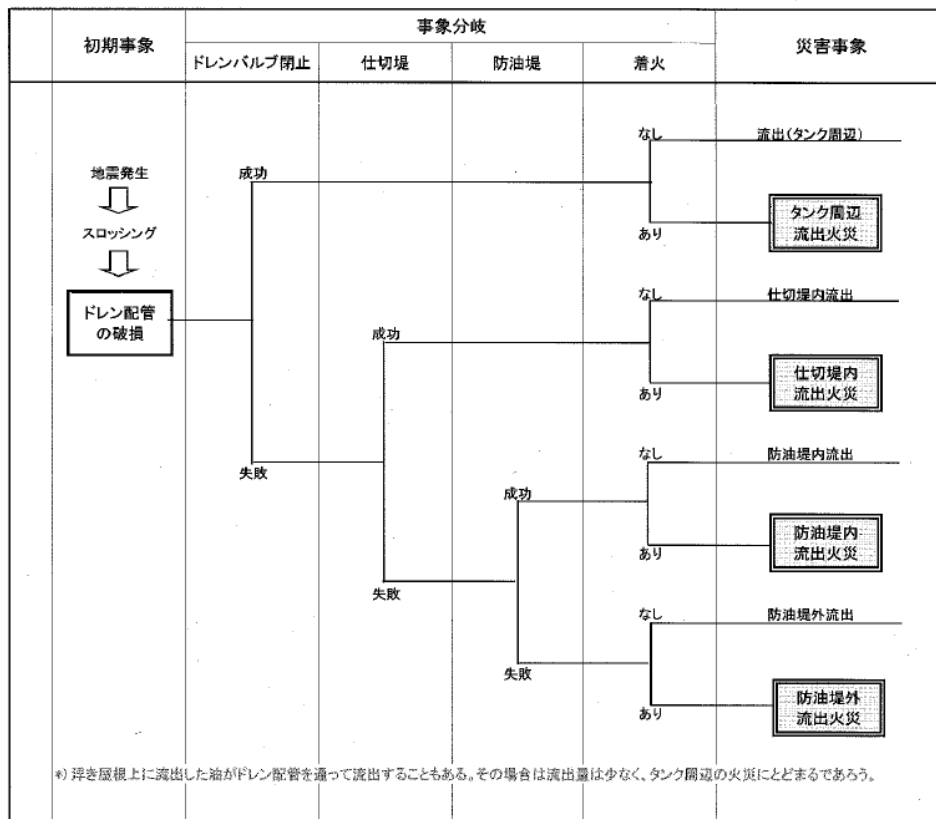 初期事象
事象分岐
災害事象
ドレンバルブ閉止
仕切堤
防油堤
着火
地震発生
スロッシング
ドレン配管
の破損
成功
失敗
成功
失敗
成功
失敗
なし
流出(タンク周辺)
あり
タンク周辺
流出火災
なし
仕切堤内流出
あり
仕切堤内
流出火災
なし
防油堤内流出
あり
防油堤内
流出火災
なし
防油堤外流出
あり
防油堤外
流出火災
*) 浮き屋根上に流出した油がドレン配管を通って流出することもある。その場合は流出量は少なく、タンク周辺の火災にとどまるであろう。